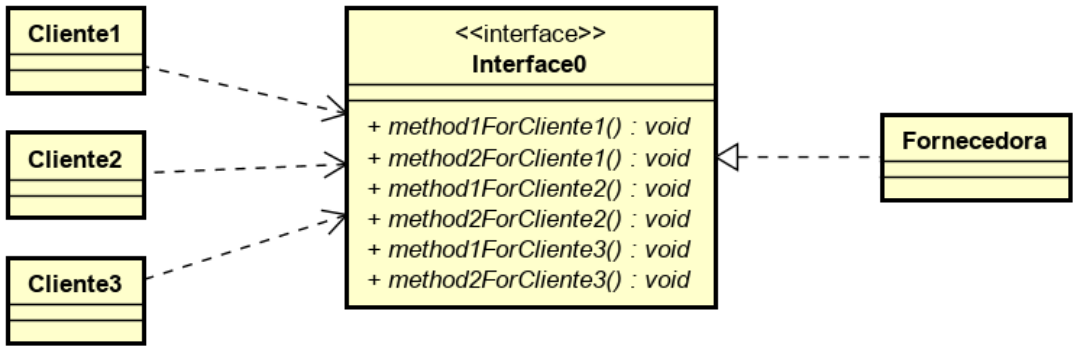 Cliente1
Cliente2
Cliente3
<<interface>>
Interface0
+ method1ForCliente1() : void
+ method2ForCliente1() : void
+ method1ForCliente2() : void
+ method2ForCliente2() : void
+ method1ForCliente3() : void
+ method2ForCliente3() : void
Fornecedora